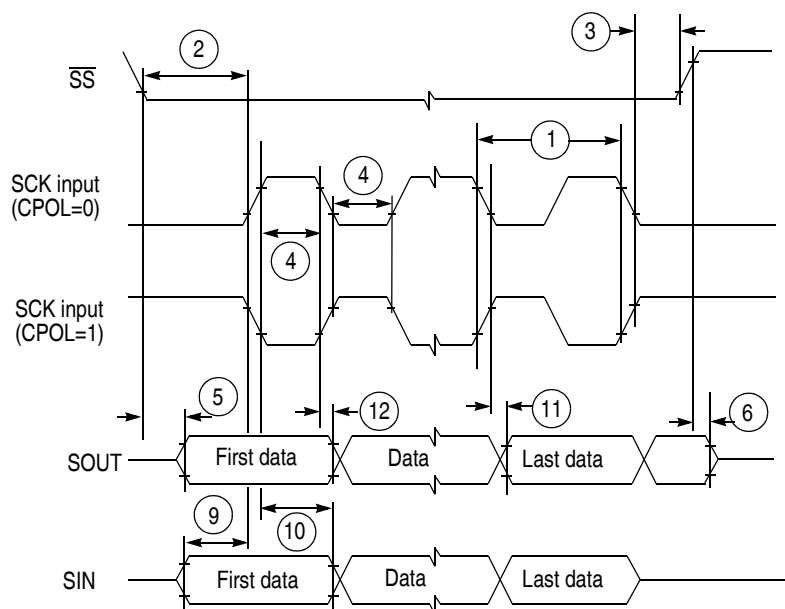 2
3
S̅S̅
1
SCK input
(CPOL=0)
4
4
SCK input
(CPOL=1)
5
12
11
6
SOUT
First data
Data
Last data
9
10
SIN
First data
Data
Last data